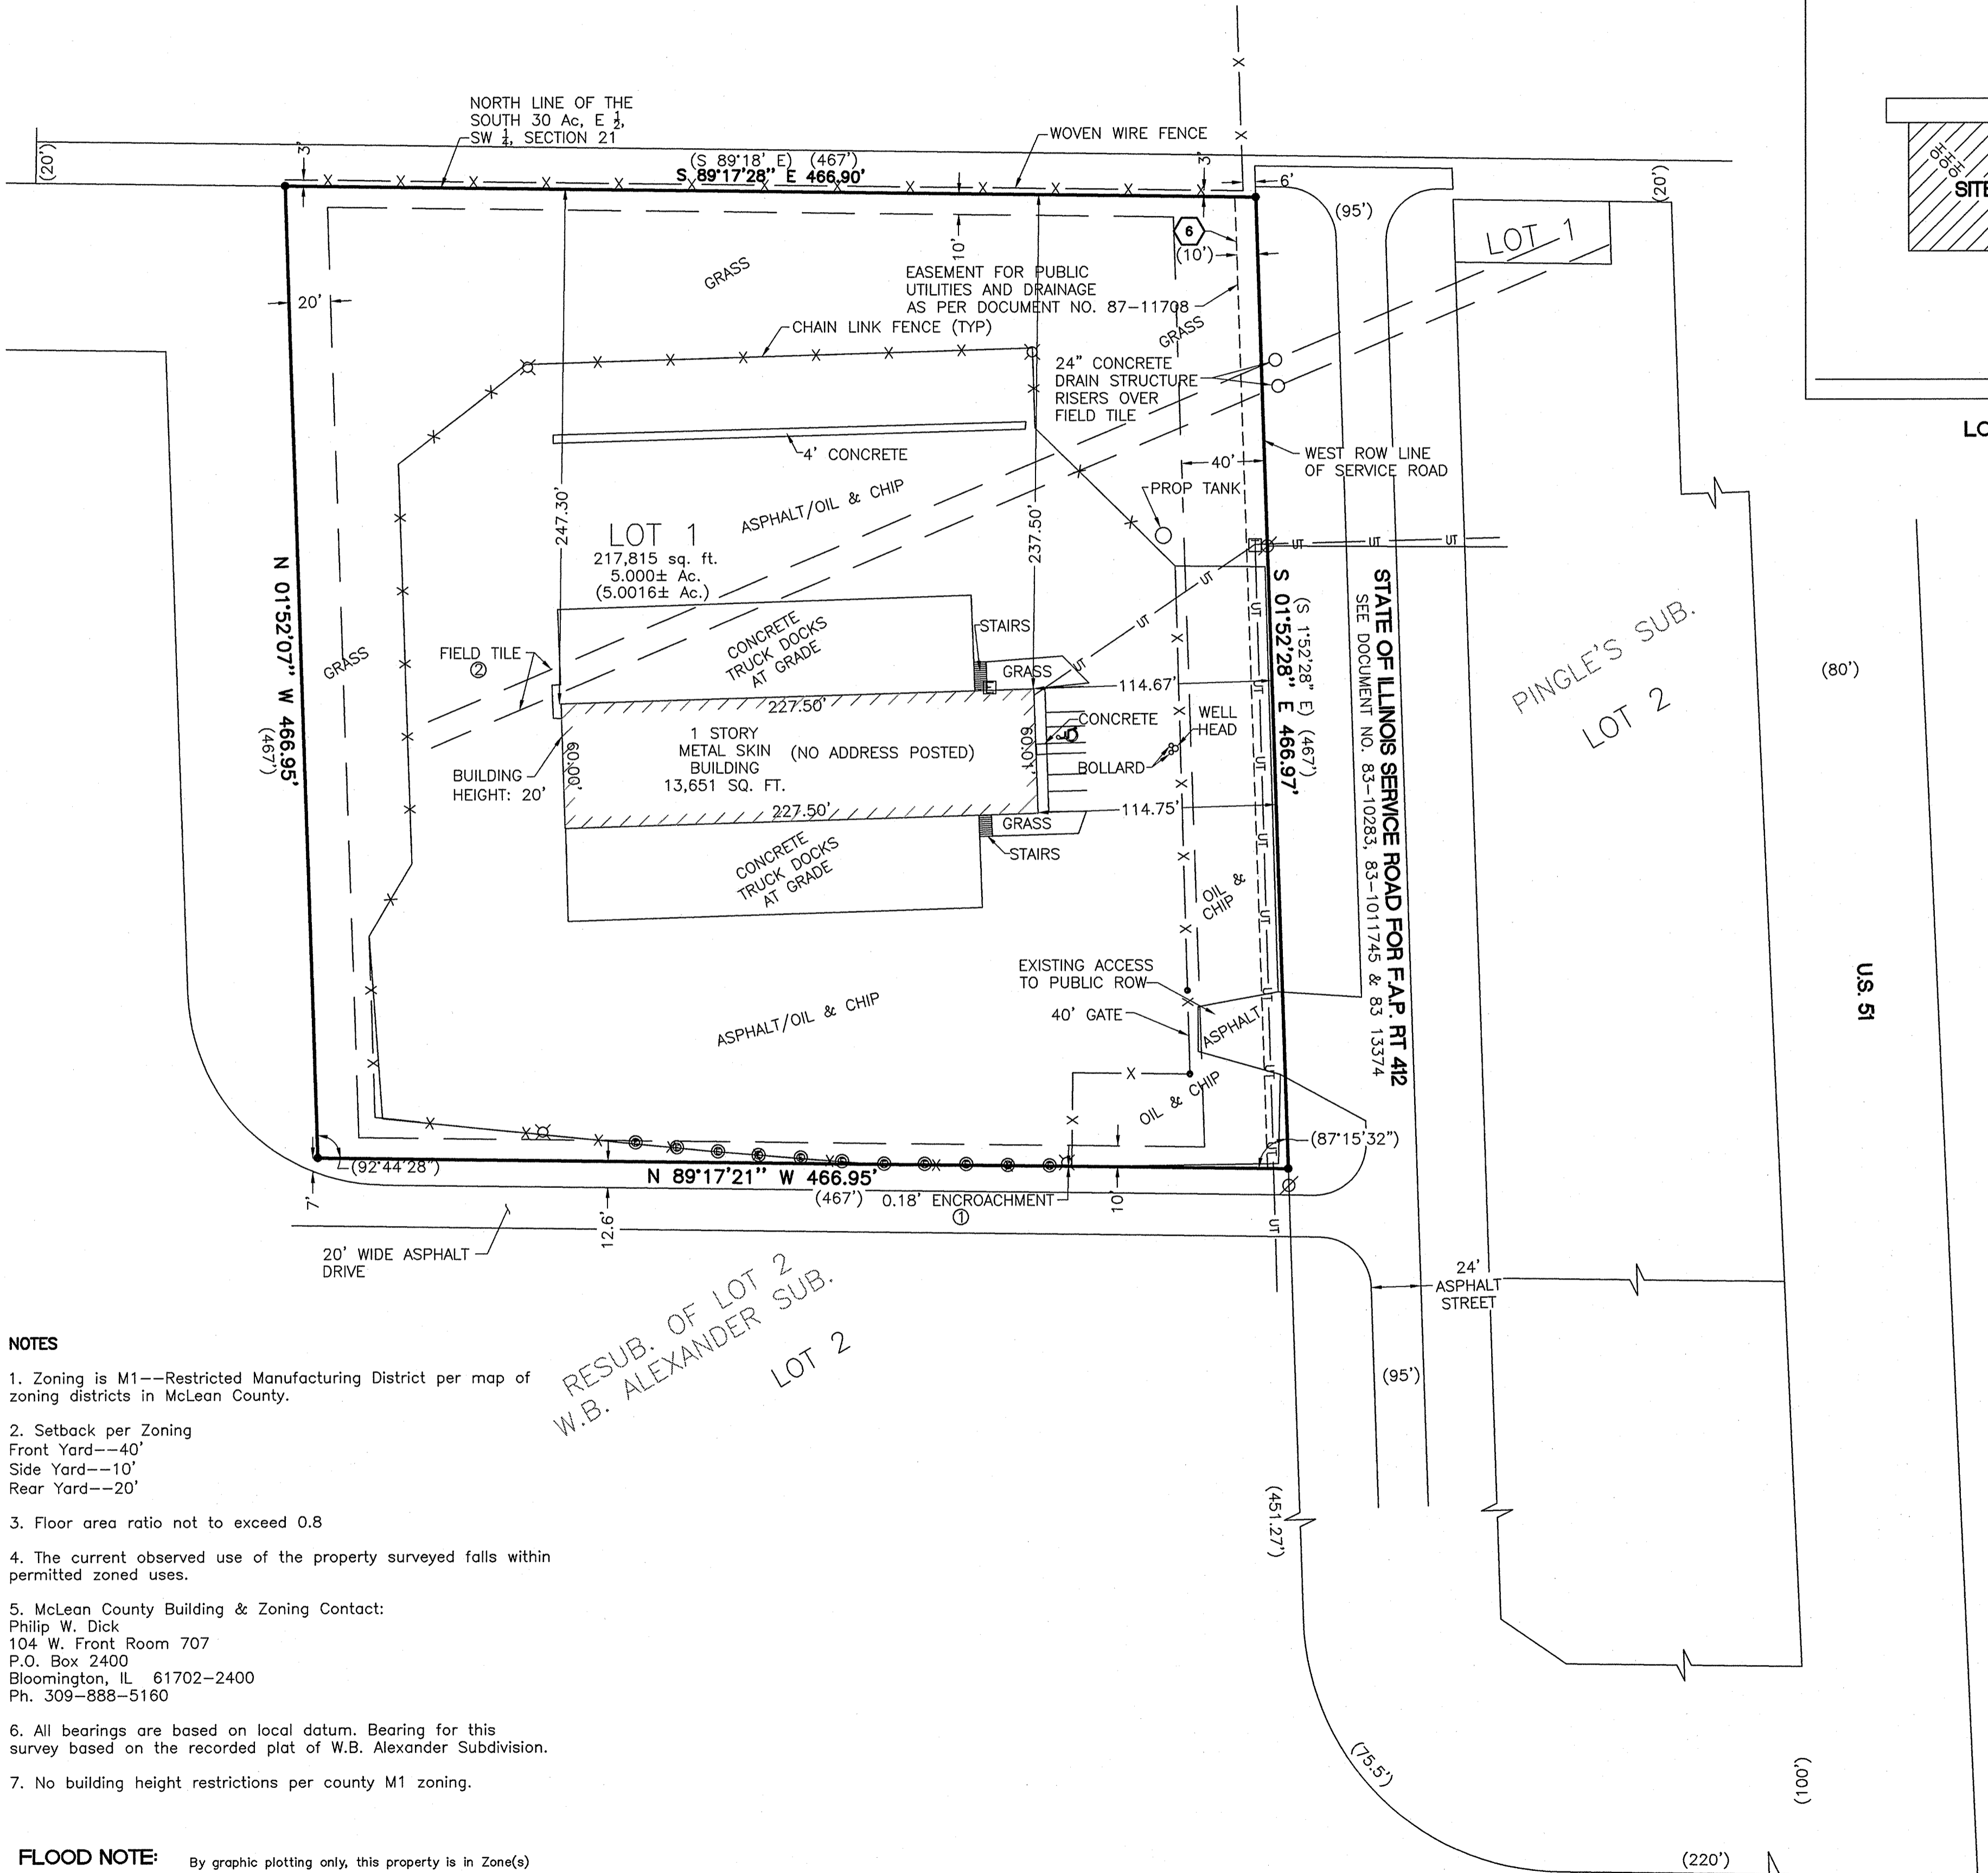 NORTH LINE OF THE
SOUTH 30 Ac, E ½,
SW ¼, SECTION 21
WOVEN WIRE FENCE
(20')
3'
(S 89°18' E) (467')
S 89°17'28" E 466.90'
3'
6'
(20')
(95')
LOT 1
OH OH OH
SITE
LO
6
(10')
10'
20'
GRASS
EASEMENT FOR PUBLIC
UTILITIES AND DRAINAGE
AS PER DOCUMENT NO. 87-11708
GRASS
CHAIN LINK FENCE (TYP)
24" CONCRETE
DRAIN STRUCTURE
RISERS OVER
FIELD TILE
4' CONCRETE
40'
WEST ROW LINE
OF SERVICE ROAD
PROP TANK
ASPHALT/OIL & CHIP
247.30'
237.50'
LOT 1
217,815 sq. ft.
5.000± Ac.
(5.0016± Ac.)
N 01°52'07" W 466.95'
(467')
(S 1°52'28" E) (467')
S 01°52'28" E 466.97'
STATE OF ILLINOIS SERVICE ROAD FOR F.A.P. RT 412
SEE DOCUMENT NO. 83-10283, 83-1011745 & 83 13374
PINGLE'S SUB.
LOT 2
(80')
U.S. 51
UT UT UT
UT
UT
UT
GRASS
FIELD TILE
2
CONCRETE
TRUCK DOCKS
AT GRADE
STAIRS
GRASS
E
114.67'
227.50'
CONCRETE
WELL
HEAD
1 STORY
METAL SKIN (NO ADDRESS POSTED)
BUILDING
13,651 SQ. FT.
60.00'
60.01'
BOLLARD
BUILDING
HEIGHT: 20'
227.50'
114.75'
GRASS
STAIRS
CONCRETE
TRUCK DOCKS
AT GRADE
OIL &
CHIP
EXISTING ACCESS
TO PUBLIC ROW
40' GATE
ASPHALT
ASPHALT/OIL & CHIP
OIL & CHIP
(87°15'32")
(92°44'28")
N 89°17'21" W 466.95'
(467') 0.18' ENCROACHMENT
1
7'
12.6'
10'
20' WIDE ASPHALT
DRIVE
UT
24'
ASPHALT
STREET
RESUB. OF LOT 2
W.B. ALEXANDER SUB.
LOT 2
(95')
(451.27')
(75.5')
(100')
(220')
NOTES
1. Zoning is M1--Restricted Manufacturing District per map of
zoning districts in McLean County.
2. Setback per Zoning
Front Yard--40'
Side Yard--10'
Rear Yard--20'
3. Floor area ratio not to exceed 0.8
4. The current observed use of the property surveyed falls within
permitted zoned uses.
5. McLean County Building & Zoning Contact:
Philip W. Dick
104 W. Front Room 707
P.O. Box 2400
Bloomington, IL 61702-2400
Ph. 309-888-5160
6. All bearings are based on local datum. Bearing for this
survey based on the recorded plat of W.B. Alexander Subdivision.
7. No building height restrictions per county M1 zoning.
FLOOD NOTE: By graphic plotting only, this property is in Zone(s)